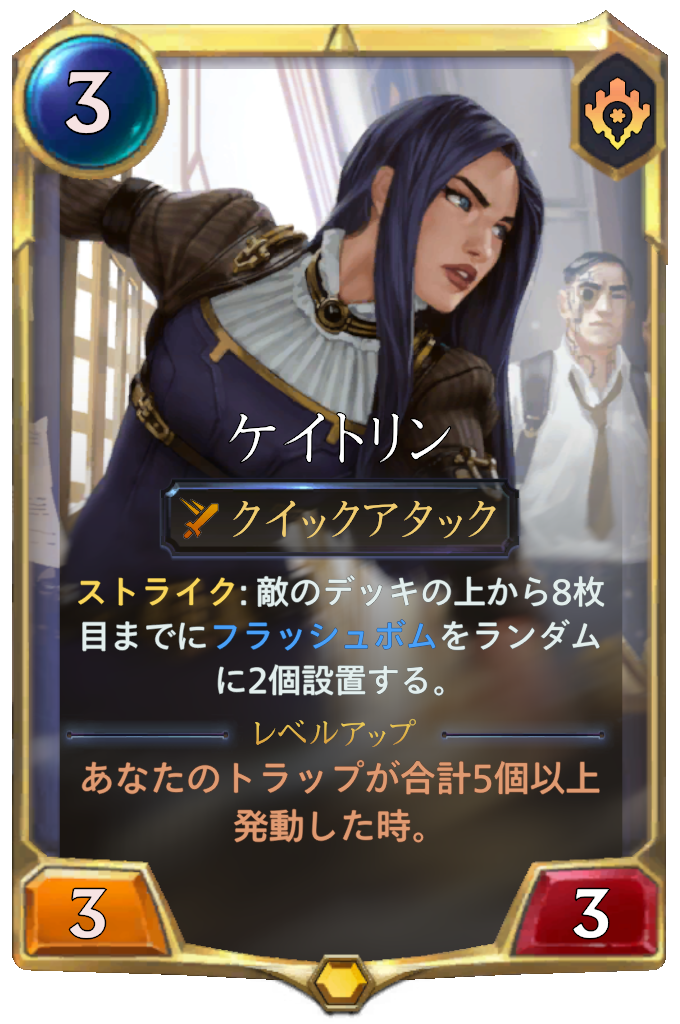 3
ケイトリン
クイックアタック
ストライク: 敵のデッキの上から8枚
目までにフラッシュボムをランダム
に2個設置する。
レベルアップ
あなたのトラップが合計5個以上
発動した時。
3
3